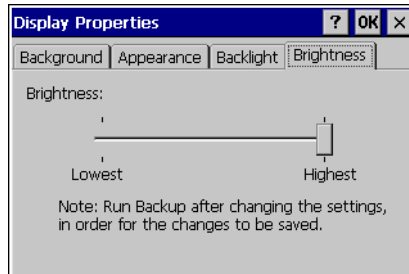 Display Properties ? OK ×
Background Appearance Backlight Brightness
Brightness:
Lowest Highest
Note: Run Backup after changing the settings,
in order for the changes to be saved.